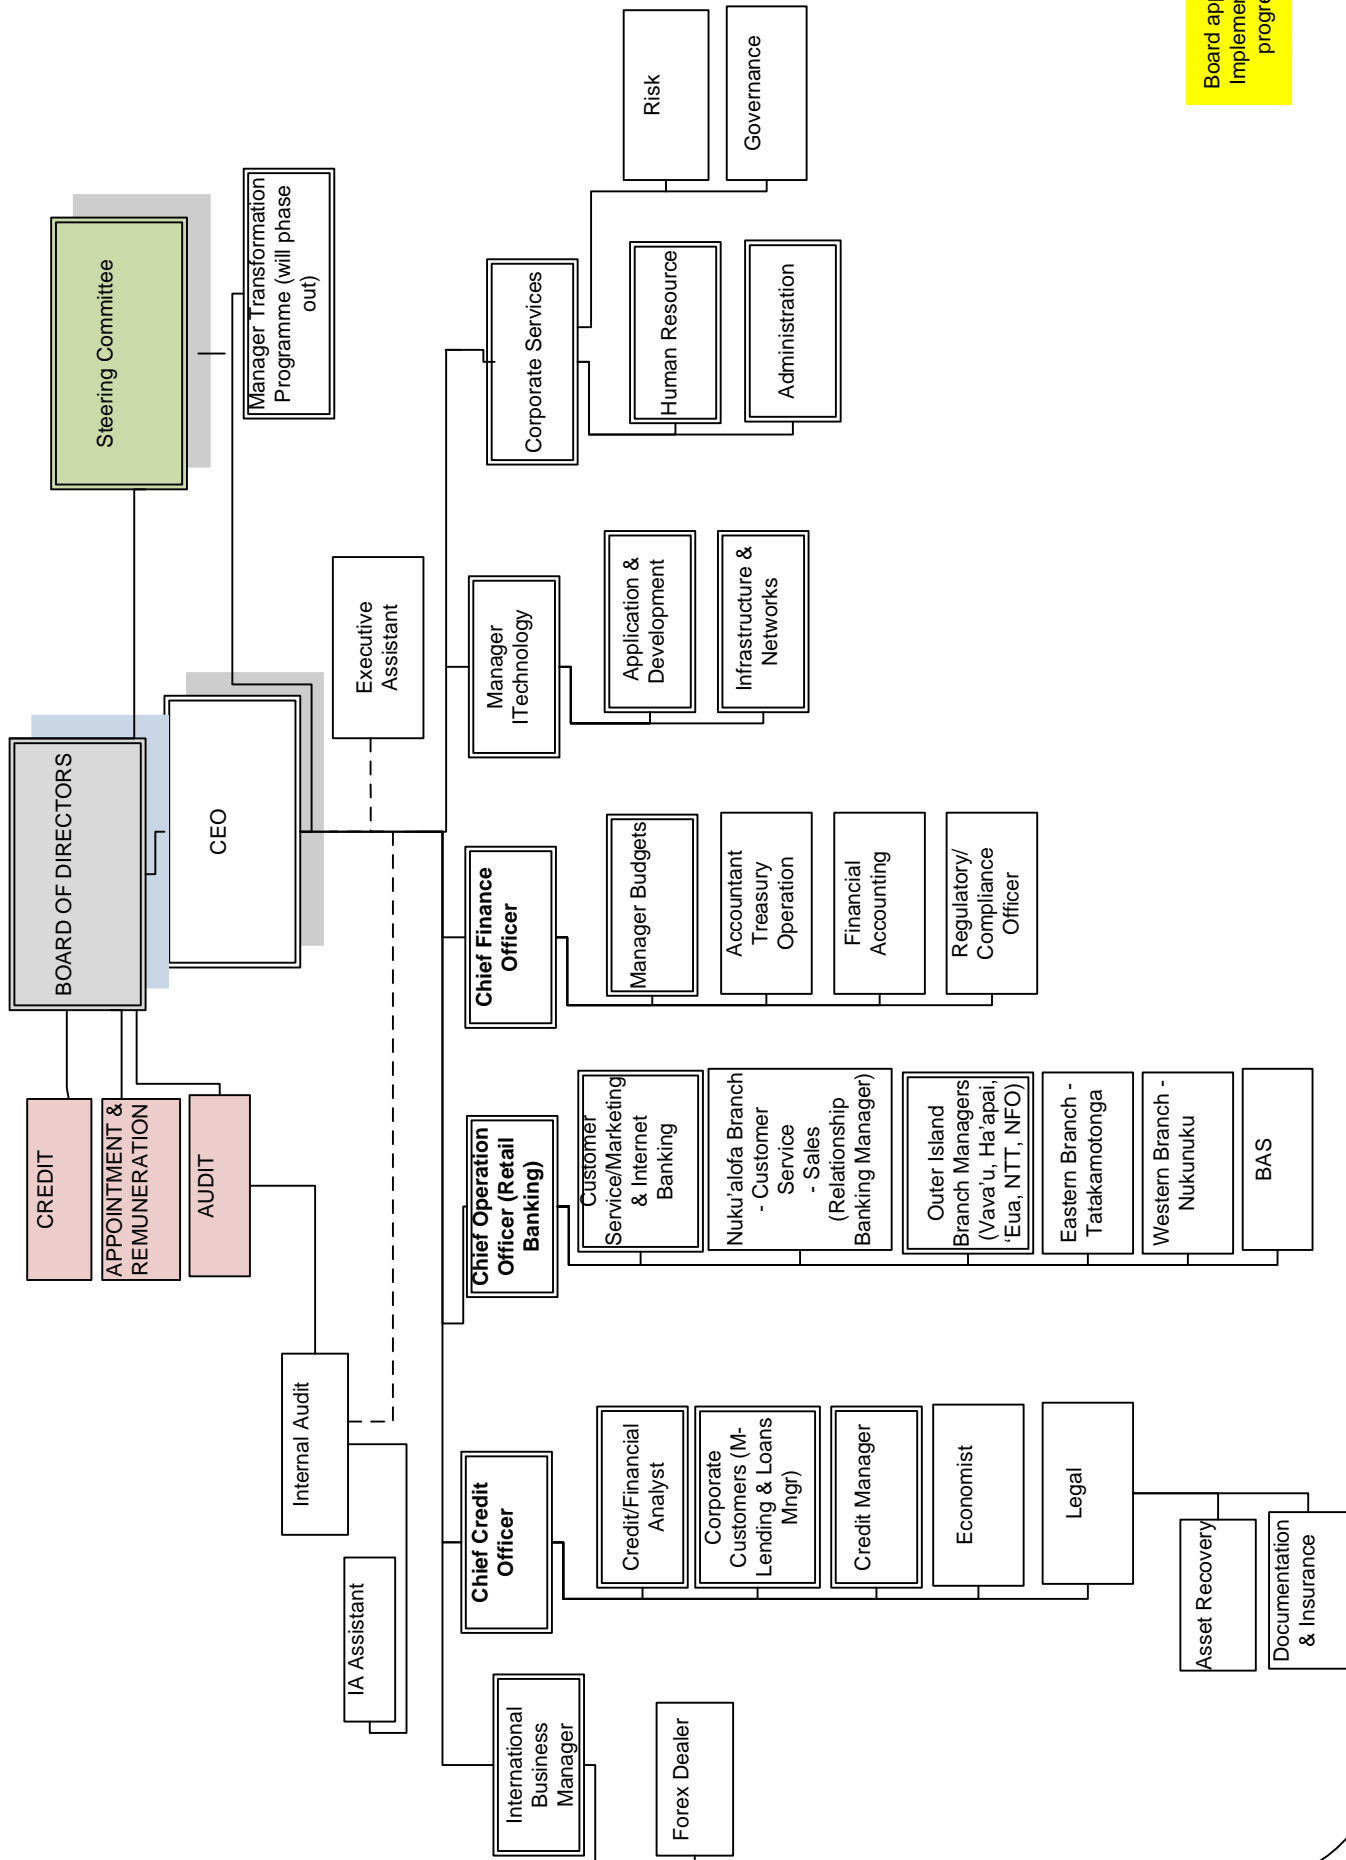 BOARD OF DIRECTORS
Steering Committee
CREDIT
APPOINTMENT &
REMUNERATION
AUDIT
CEO
Manager Transformation
Programme (will phase
out)
Internal Audit
IA Assistant
Executive
Assistant
International
Business
Manager
Forex Dealer
Chief Credit
Officer
Credit/Financial
Analyst
Corporate
Customers (M-
Lending & Loans
Mngr)
Credit Manager
Economist
Legal
Asset Recovery
Documentation
& Insurance
Chief Operation
Officer (Retail
Banking)
Customer
Service/Marketing
& Internet
Banking
Nuku'alofa Branch
- Customer
Service
- Sales
(Relationship
Banking Manager)
Outer Island
Branch Managers
(Vava'u, Ha'apai,
'Eua, NTT, NFO)
Eastern Branch -
Tatakamotonga
Western Branch -
Nukunuku
BAS
Chief Finance
Officer
Manager Budgets
Accountant
Treasury
Operation
Financial
Accounting
Regulatory/
Compliance
Officer
Manager
ITechnology
Application &
Development
Infrastructure &
Networks
Corporate Services
Human Resource
Administration
Risk
Governance
Board app
Implemen
progre